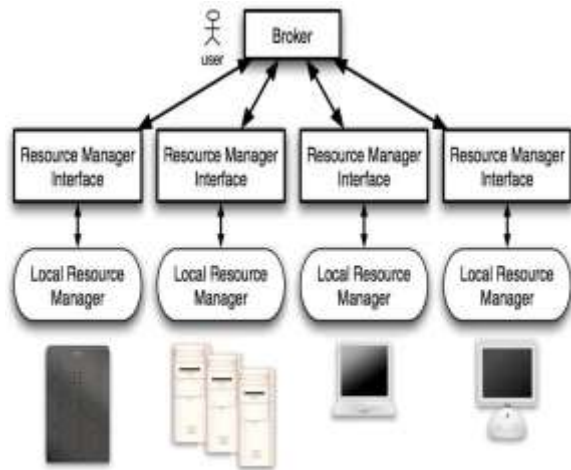 Broker
user
Resource Manager
Interface
Resource Manager
Interface
Resource Manager
Interface
Resource Manager
Interface
Local Resource
Manager
Local Resource
Manager
Local Resource
Manager
Local Resource
Manager